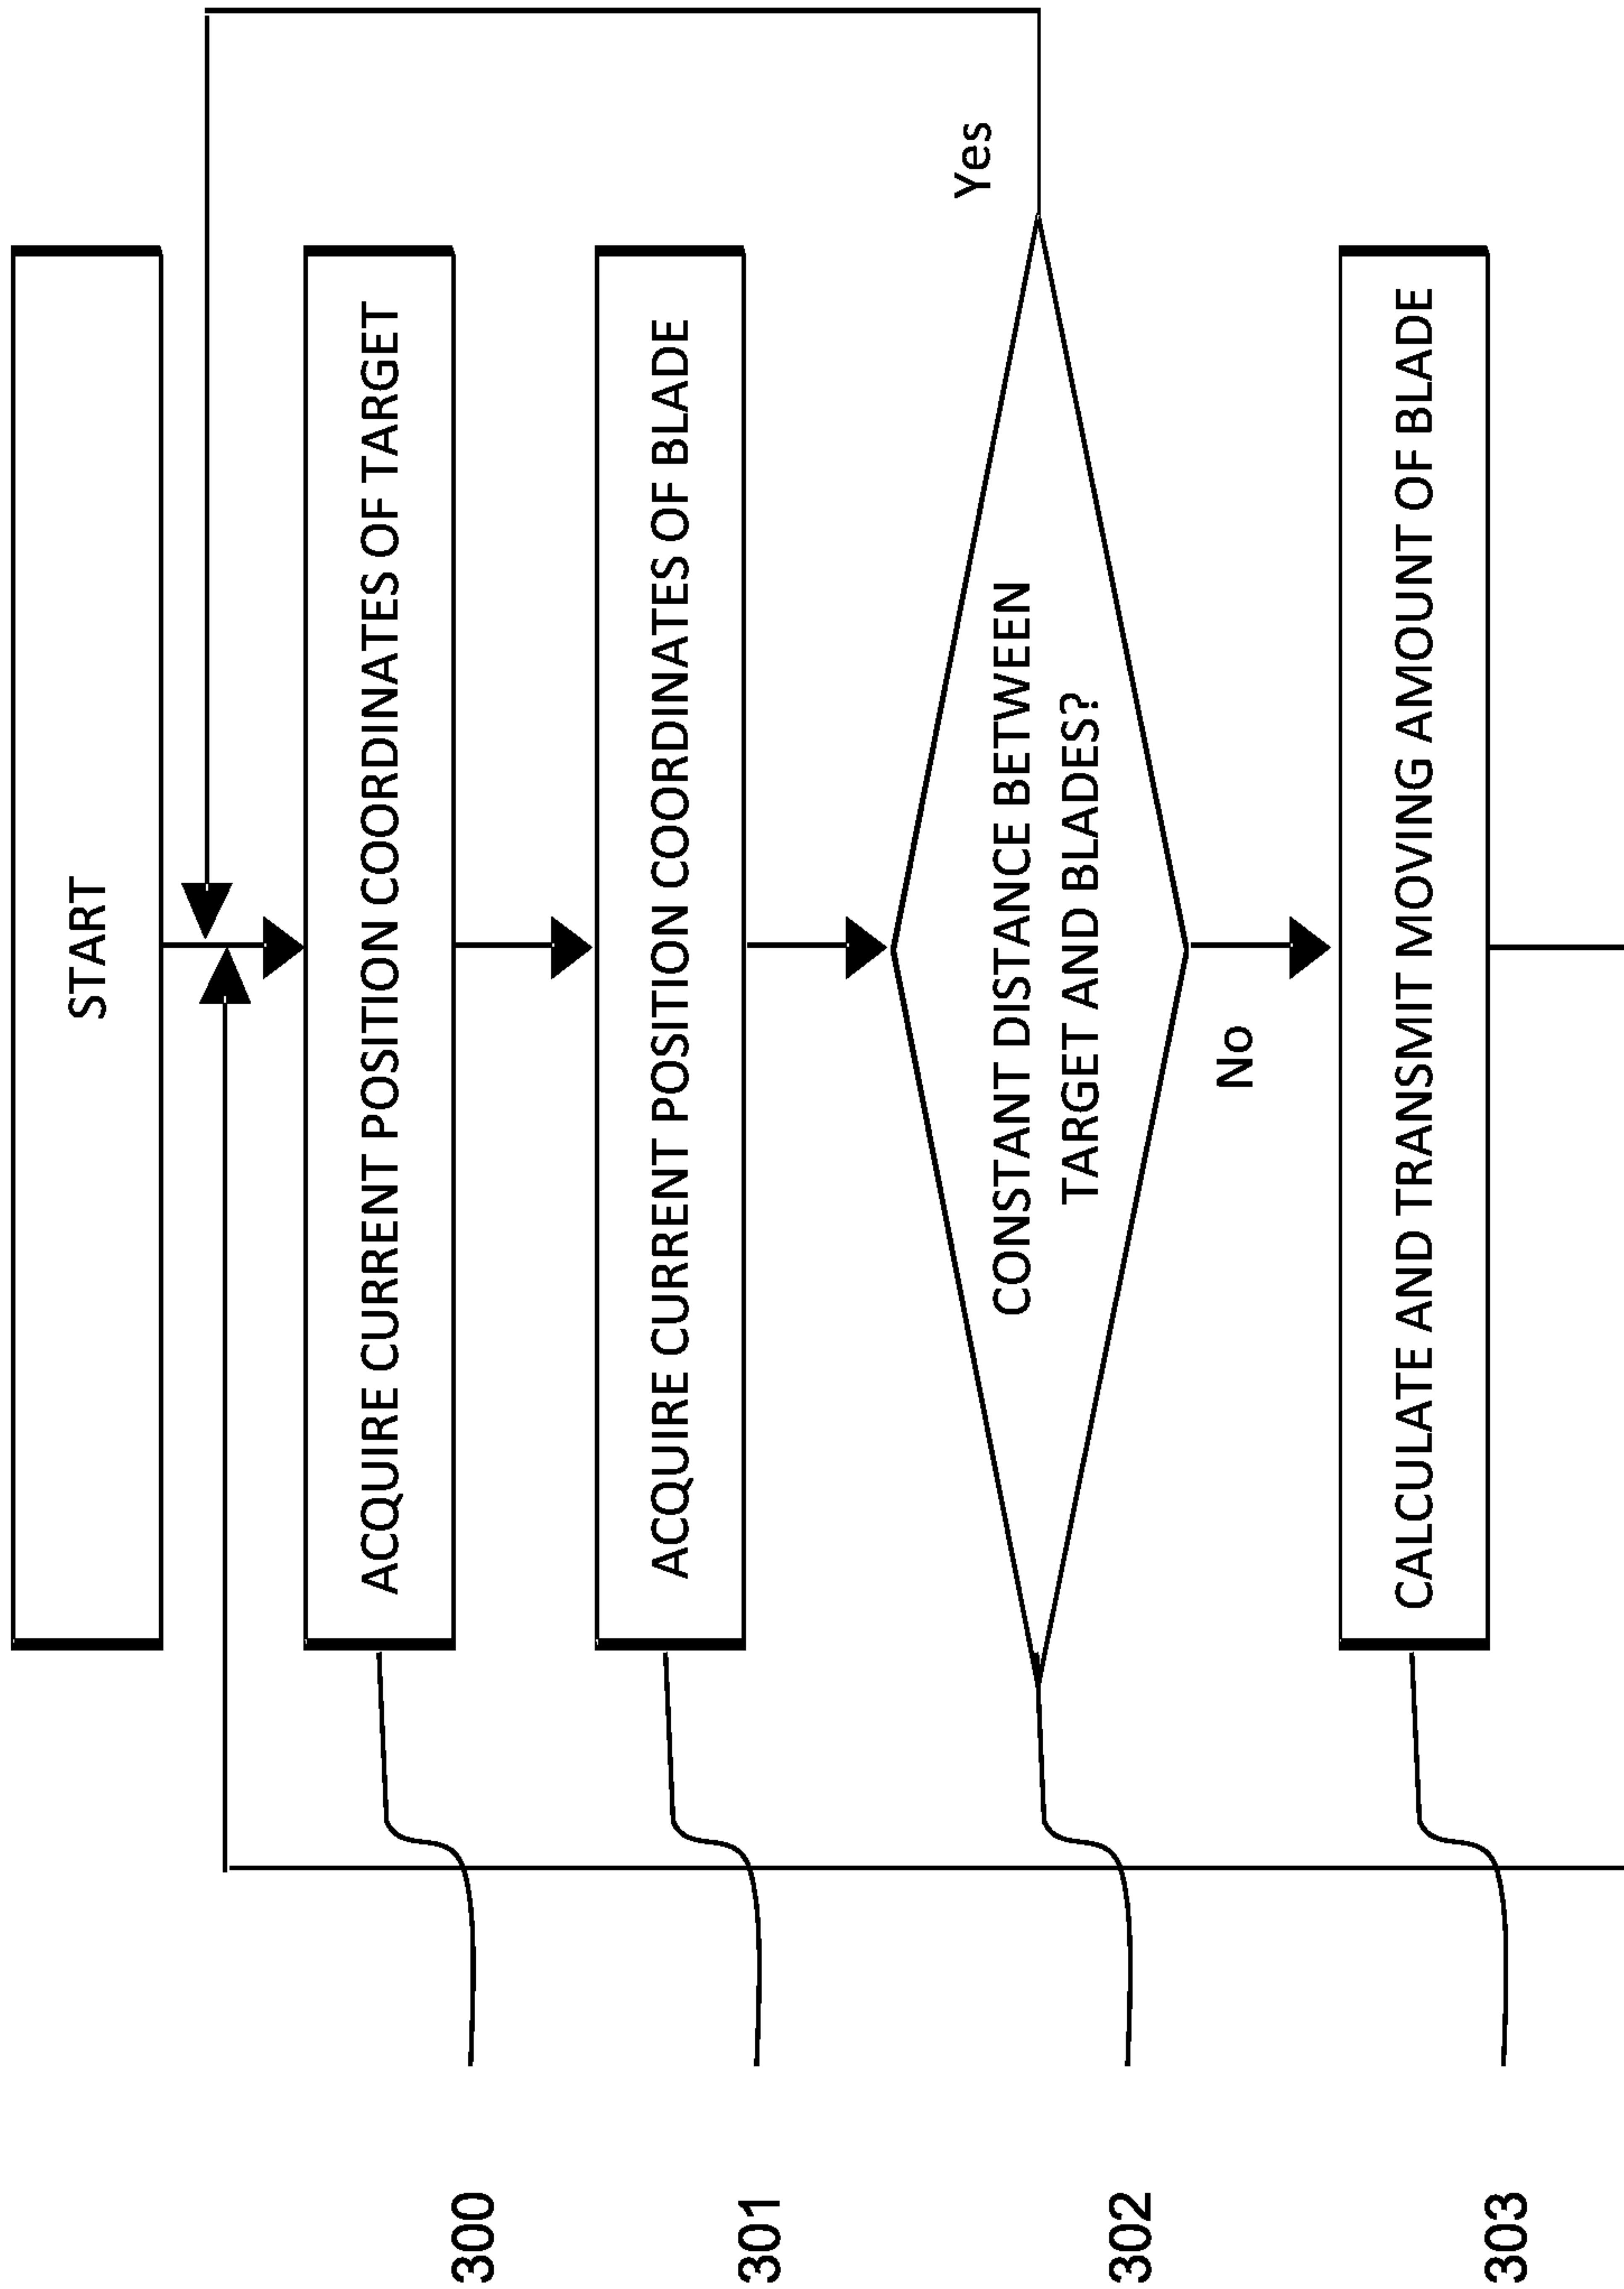 START
300
ACQUIRE CURRENT POSITION COORDINATES OF TARGET
301
ACQUIRE CURRENT POSITION COORDINATES OF BLADE
302
CONSTANT DISTANCE BETWEEN
TARGET AND BLADES?
Yes
No
303
CALCULATE AND TRANSMIT MOVING AMOUNT OF BLADE